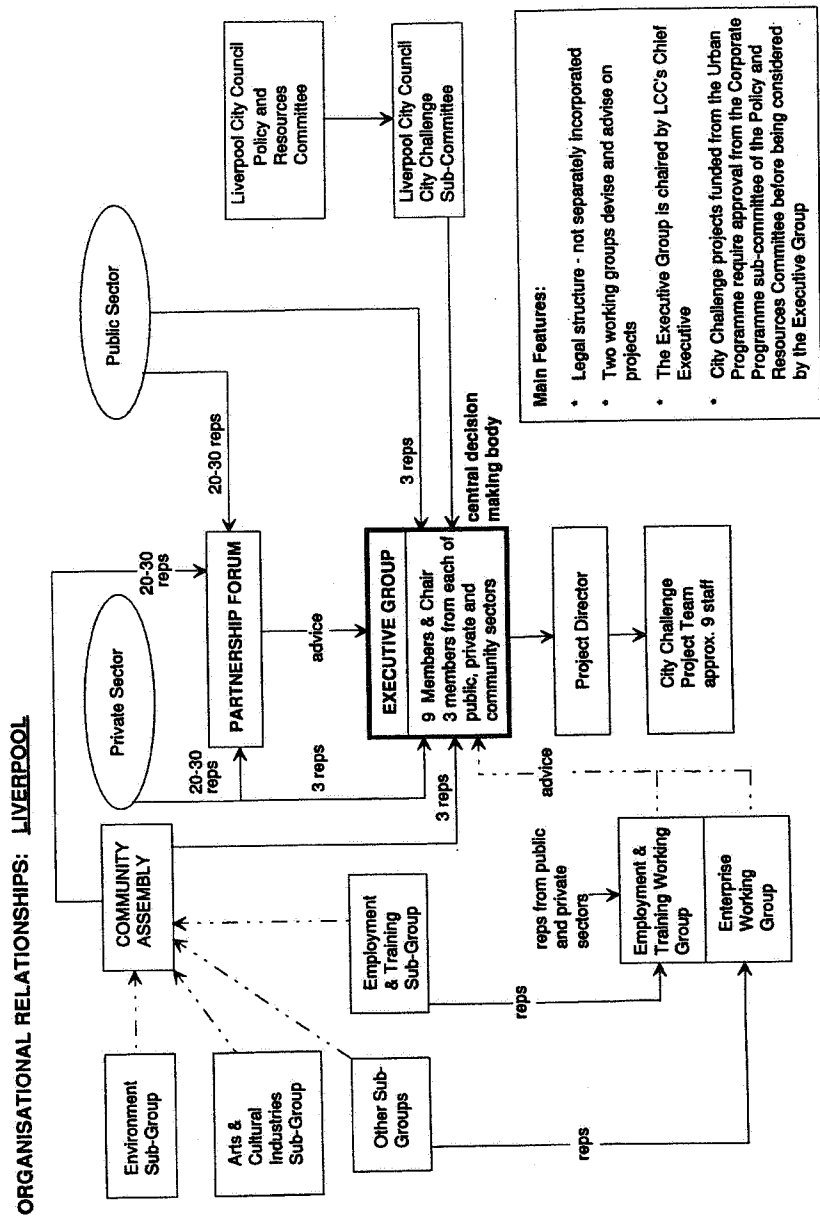 ORGANISATIONAL RELATIONSHIPS: LIVERPOOL
Private Sector
Public Sector
COMMUNITY
ASSEMBLY
20-30
reps
20-30
reps
20-30 reps
PARTNERSHIP FORUM
Liverpool City Council
Policy and
Resources
Committee
Liverpool City Council
City Challenge
Sub-Committee
Environment
Sub-Group
Arts &
Cultural
Industries
Sub-Group
Other Sub-
Groups
Employment
& Training
Sub-Group
3 reps
3 reps
3 reps
advice
EXECUTIVE GROUP
9 Members & Chair
3 members from each of
public, private and
community sectors
central decision
making body
reps
reps
reps from public
and private
sectors
advice
Employment &
Training Working
Group
Enterprise
Working
Group
Project Director
City Challenge
Project Team
approx. 9 staff
Main Features:
* Legal structure - not separately incorporated
* Two working groups devise and advise on
projects
* The Executive Group is chaired by LCC's Chief
Executive
* City Challenge projects funded from the Urban
Programme require approval from the Corporate
Programme sub-committee of the Policy and
Resources Committee before being considered
by the Executive Group